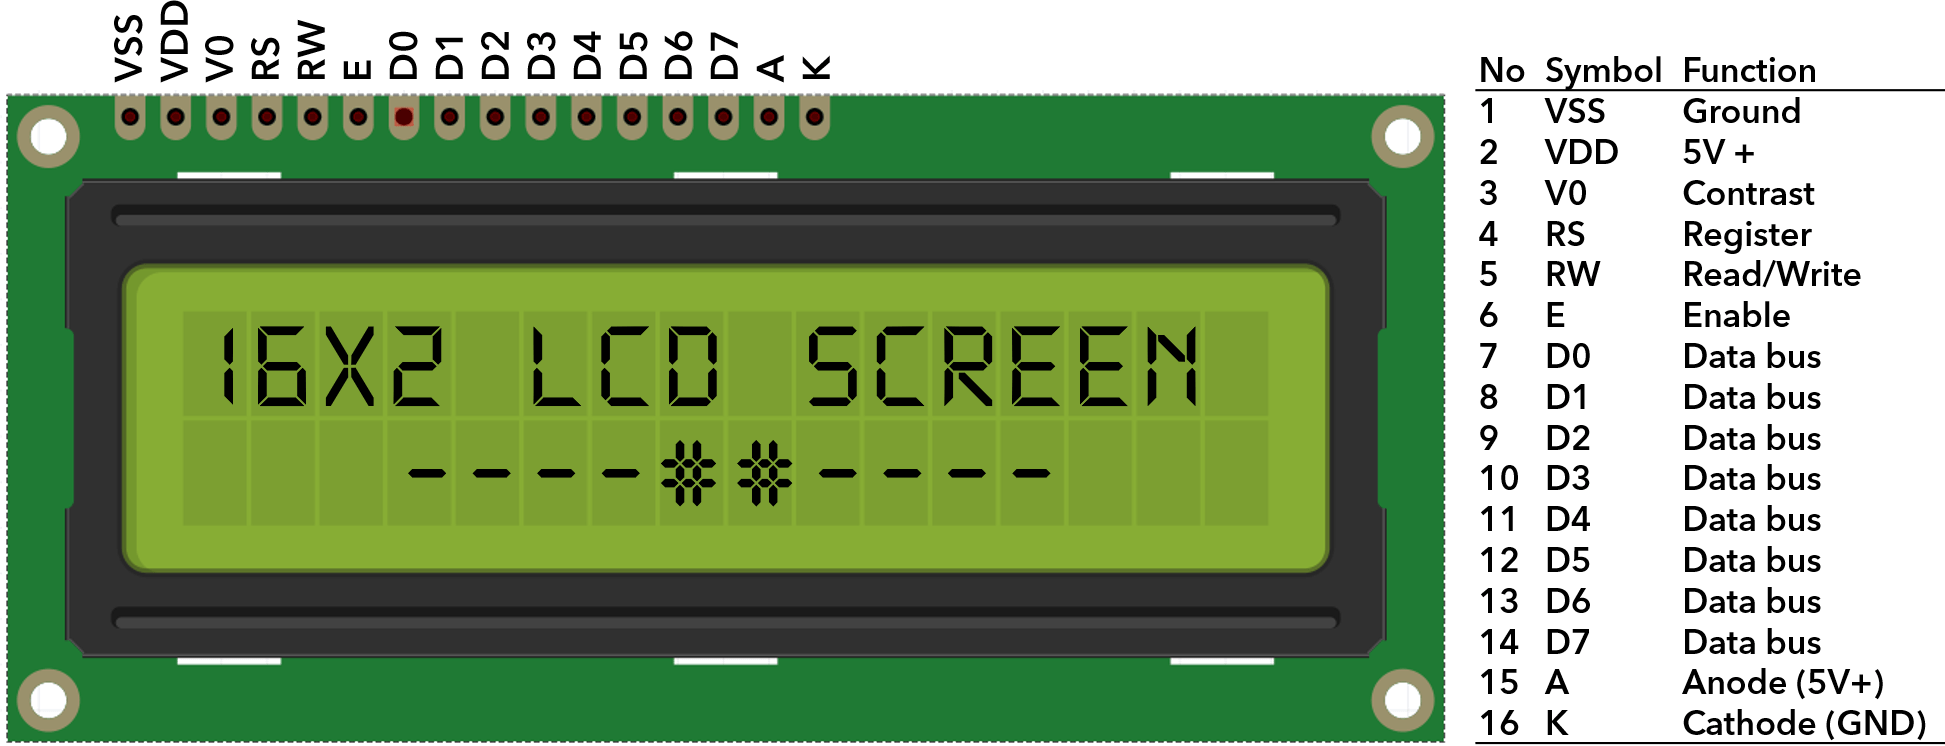 VSS VDD V0 RS RW E D0 D1 D2 D3 D4 D5 D6 D7 A K
16X2 LCD SCREEN
----##----
No Symbol Function
1 VSS Ground
2 VDD 5V +
3 V0 Contrast
4 RS Register
5 RW Read/Write
6 E Enable
7 D0 Data bus
8 D1 Data bus
9 D2 Data bus
10 D3 Data bus
11 D4 Data bus
12 D5 Data bus
13 D6 Data bus
14 D7 Data bus
15 A Anode (5V+)
16 K Cathode (GND)